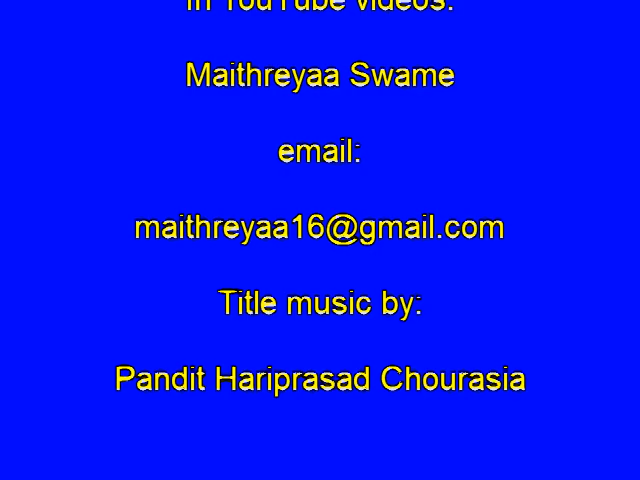 In YouTube videos:
Maithreyaa Swame
email:
maithreyaa16@gmail.com
Title music by:
Pandit Hariprasad Chourasia